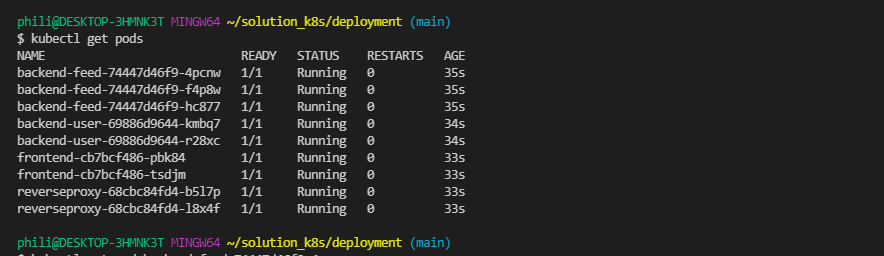 phili@DESKTOP-3HMNK3T MINGW64 ~/solution_k8s/deployment (main)
$ kubectl get pods
NAME READY STATUS RESTARTS AGE
backend-feed-74447d46f9-4pcnw 1/1 Running 0 35s
backend-feed-74447d46f9-f4p8w 1/1 Running 0 35s
backend-feed-74447d46f9-hc877 1/1 Running 0 35s
backend-user-69886d9644-kmbq7 1/1 Running 0 34s
backend-user-69886d9644-r28xc 1/1 Running 0 34s
frontend-cb7bcf486-pbk84 1/1 Running 0 33s
frontend-cb7bcf486-tsdjm 1/1 Running 0 33s
reverseproxy-68cbc84fd4-b5l7p 1/1 Running 0 33s
reverseproxy-68cbc84fd4-l8x4f 1/1 Running 0 33s
phili@DESKTOP-3HMNK3T MINGW64 ~/solution_k8s/deployment (main)